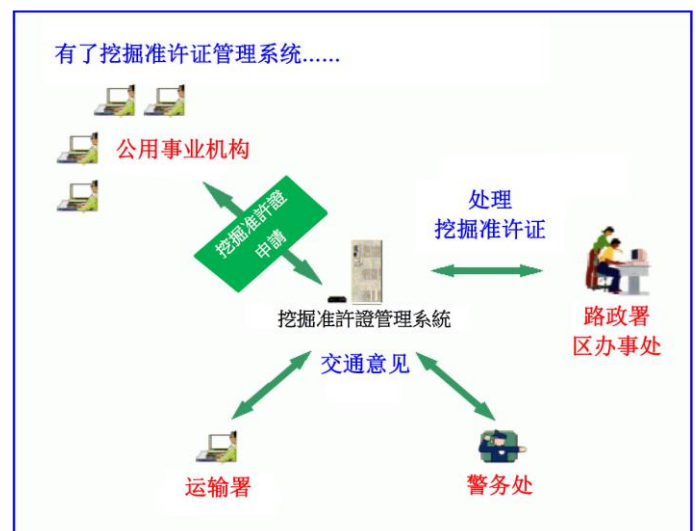 有了挖掘准许证管理系统......
公用事业机构
挖掘准許證
申請
处理
挖掘准许证
挖掘准許證管理系統
路政署
区办事处
交通意见
运输署
警务处